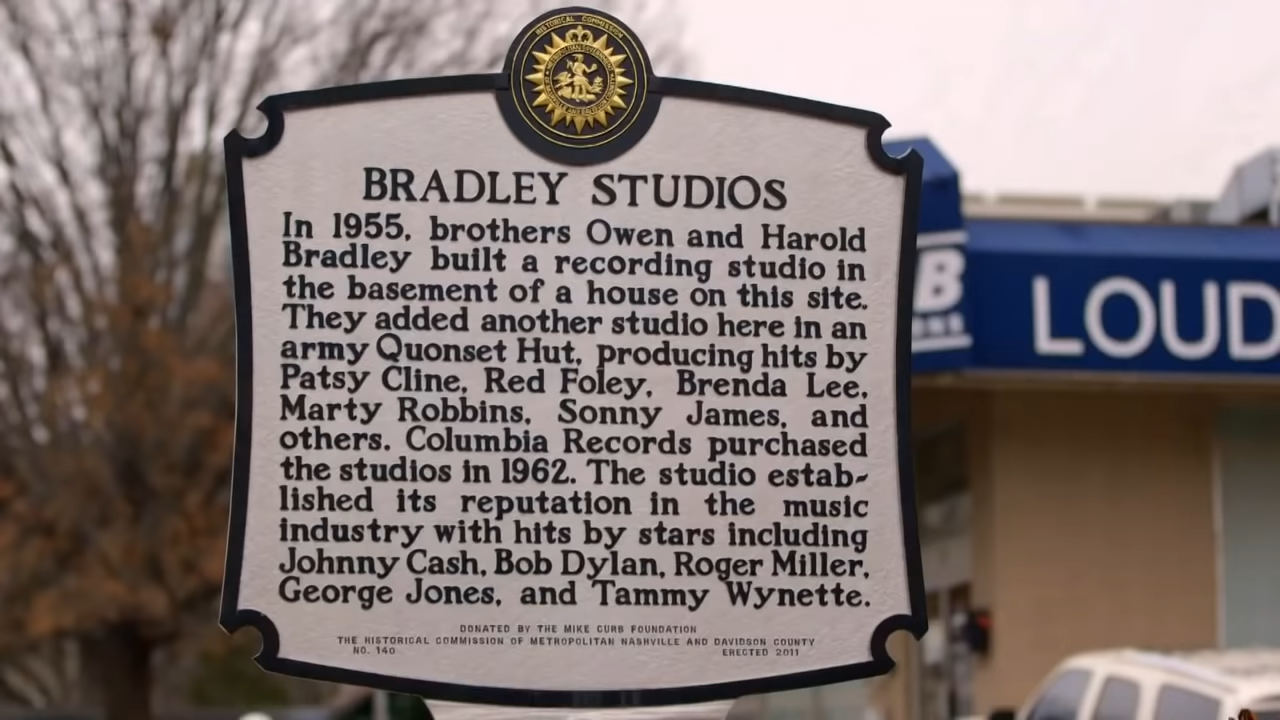 HISTORICAL COMMISSION
BRADLEY STUDIOS
In 1955, brothers Owen and Harold
Bradley built a recording studio in
the basement of a house on this site.
They added another studio here in an
army Quonset Hut, producing hits by
Patsy Cline, Red Foley, Brenda Lee,
Marty Robbins, Sonny James, and
others. Columbia Records purchased
the studios in 1962. The studio estab-
lished its reputation in the music
industry with hits by stars including
Johnny Cash, Bob Dylan, Roger Miller,
George Jones, and Tammy Wynette.
DONATED BY THE MIKE CURB FOUNDATION
THE HISTORICAL COMMISSION OF METROPOLITAN NASHVILLE AND DAVIDSON COUNTY
NO. 140 ERECTED 2011
B
LOUD